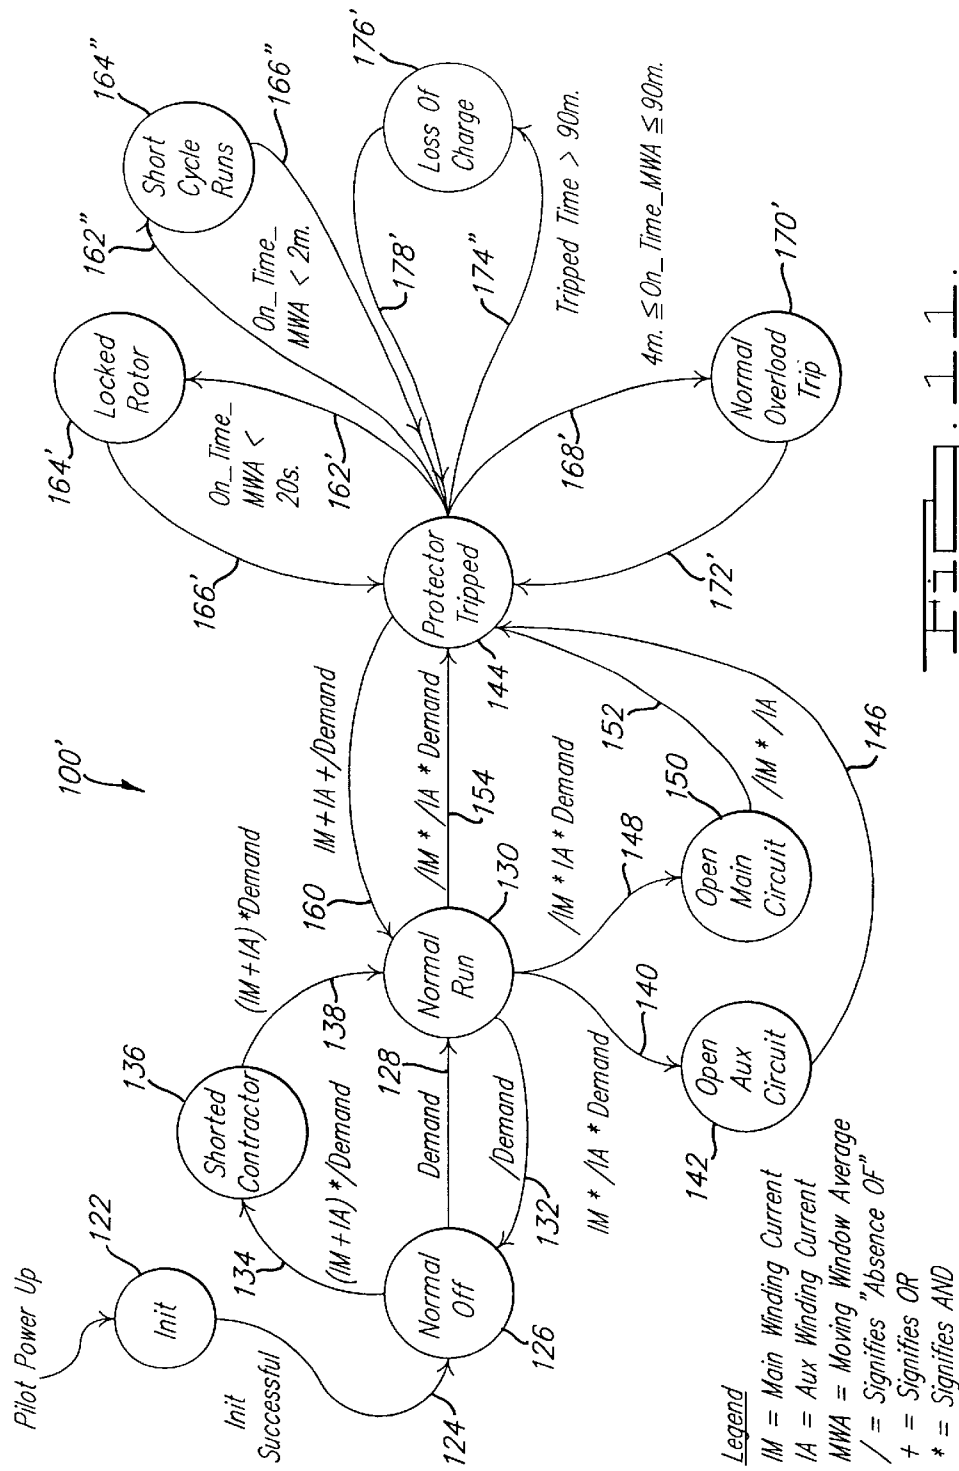 Pilot Power Up
122
Init
Init
Successful
124
126
Normal
Off
134
(IM + IA) */Demand
136
Shorted
Contractor
(IM + IA) *Demand
138
128
Demand
/Demand
132
100'
160
IM + IA +/Demand
Normal
Run
130
/IM * /IA * Demand
154
IM * /IA * Demand
140
142
Open
Aux
Circuit
/IM * IA * Demand
148
150
Open
Main
Circuit
152
/IM * /IA
146
144
Protector
Tripped
166'
164'
Locked
Rotor
On_Time_
MWA <
20s.
162'
162"
164"
Short
Cycle
Runs
166"
On_Time_
MWA < 2m.
176'
Loss Of
Charge
178'
174"
Tripped Time > 90m.
4m. ≤ On_Time_MWA ≤ 90m.
168'
170'
Normal
Overload
Trip
172'
Legend
IM = Main Winding Current
IA = Aux Winding Current
MWA = Moving Window Average
/ = Signifies "Absence OF"
+ = Signifies OR
* = Signifies AND
Fig. 11.